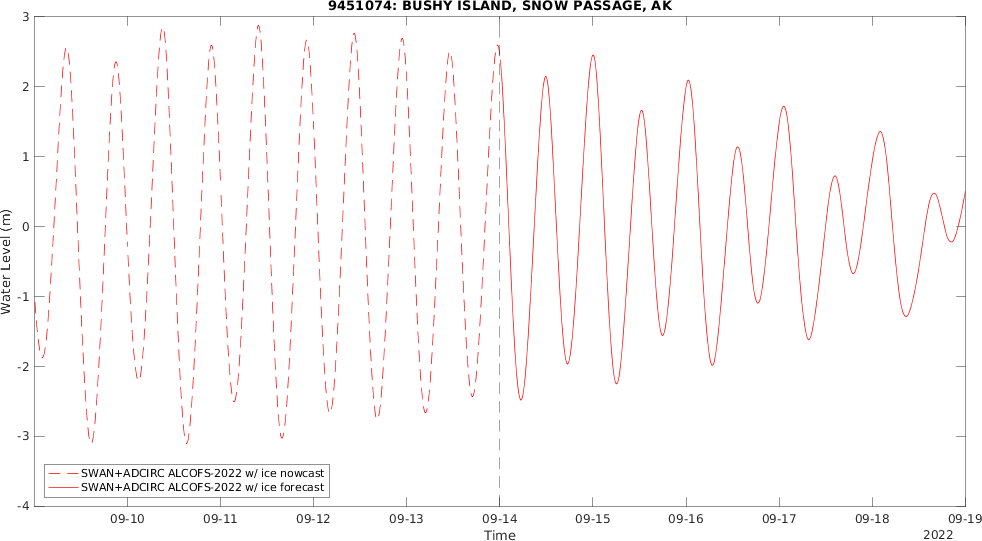 9451074: BUSHY ISLAND, SNOW PASSAGE, AK
3
2
1
0
-1
-2
-3
-4
Water Level (m)
SWAN+ADCIRC ALCOFS-2022 w/ ice nowcast
SWAN+ADCIRC ALCOFS-2022 w/ ice forecast
09-10 09-11 09-12 09-13 09-14 09-15 09-16 09-17 09-18 09-19
Time
2022